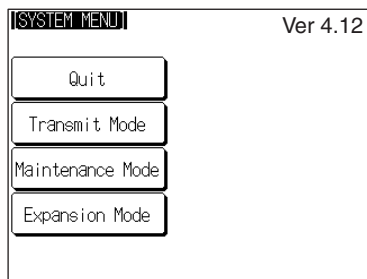 [SYSTEM MENU]
Ver 4.12
Quit
Transmit Mode
Maintenance Mode
Expansion Mode